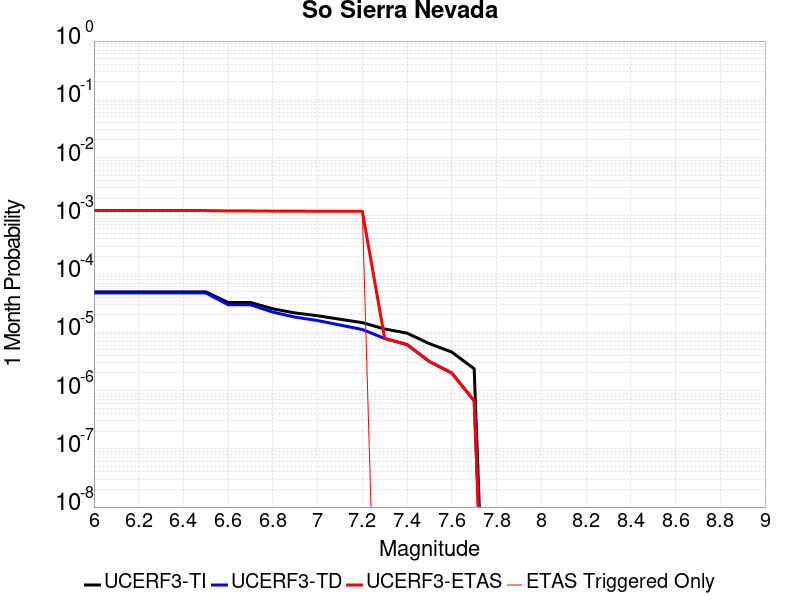 So Sierra Nevada
10^0
10^-1
10^-2
10^-3
10^-4
10^-5
10^-6
10^-7
10^-8
1 Month Probability
6 6.2 6.4 6.6 6.8 7 7.2 7.4 7.6 7.8 8 8.2 8.4 8.6 8.8 9
Magnitude
UCERF3-TI UCERF3-TD UCERF3-ETAS ETAS Triggered Only